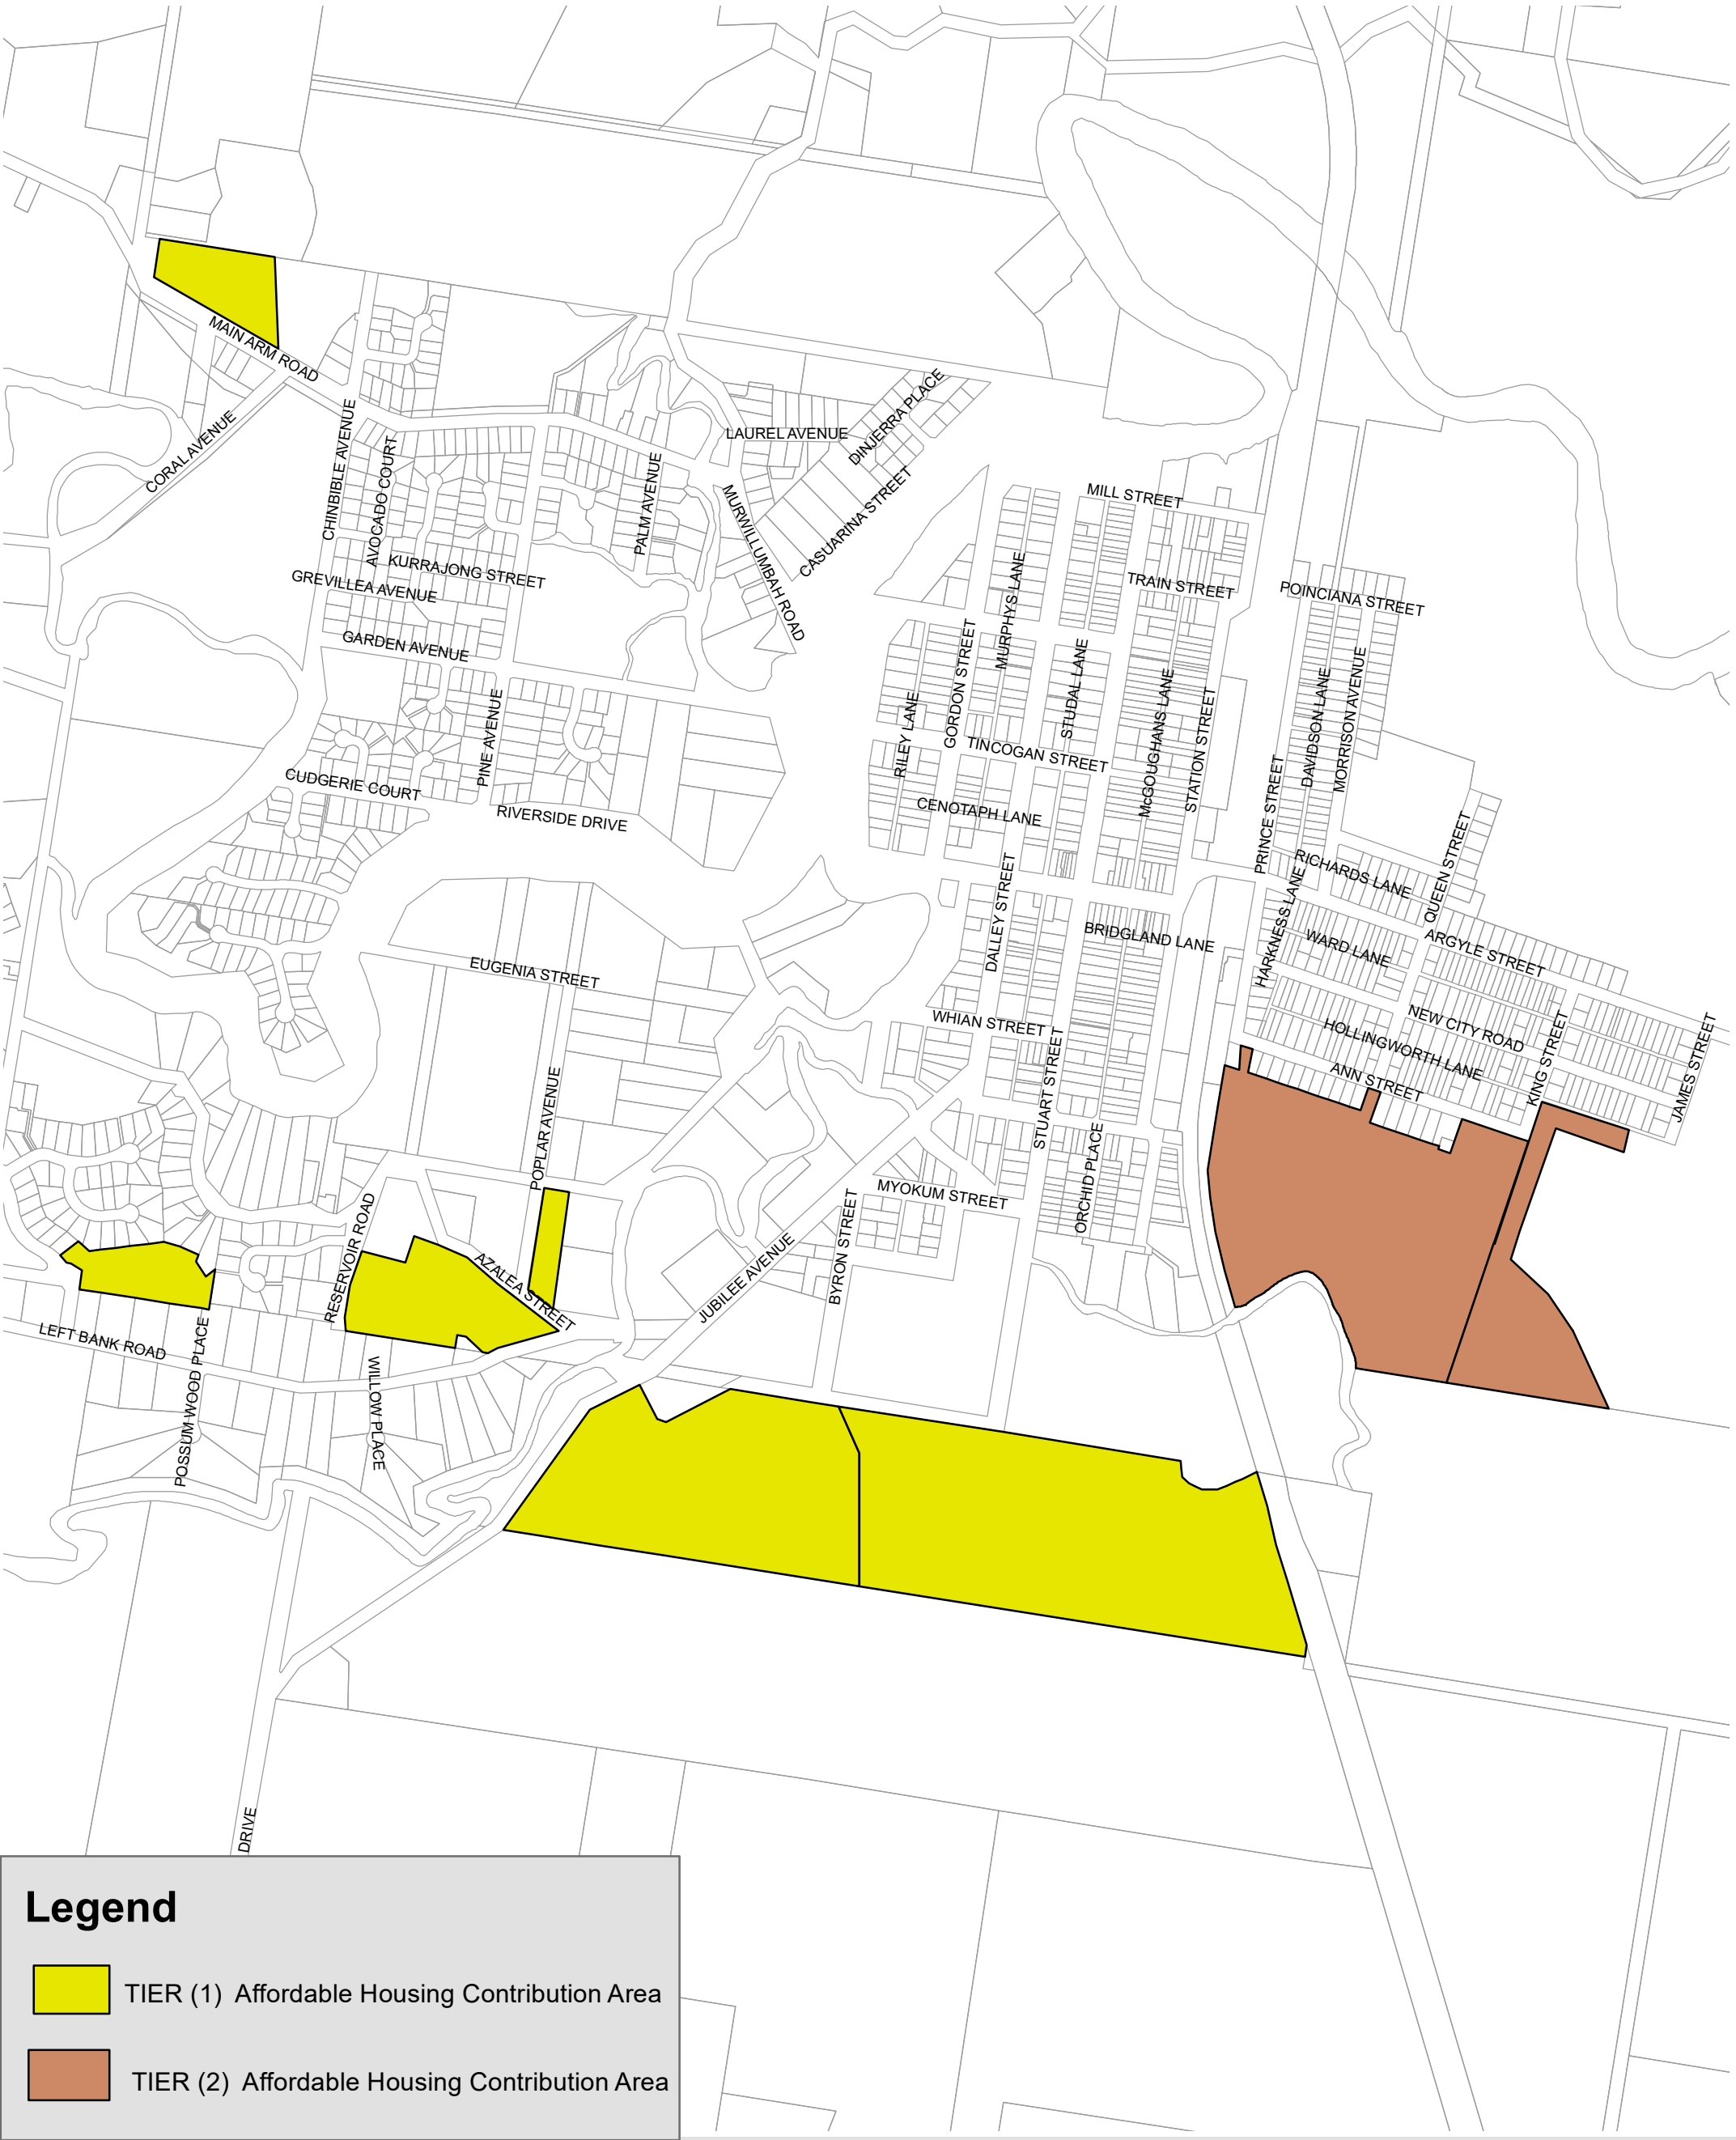 MAIN ARM ROAD
DINJERRA PLACE
LAUREL AVENUE
CORAL AVENUE
CHINBIBLE AVENUE
AVOCADO COURT
PALM AVENUE
MURWILLUMBAH ROAD
CASUARINA STREET
MILL STREET
KURRAJONG STREET
GREVILLEA AVENUE
TRAIN STREET
POINCIANA STREET
MURPHYS LANE
GARDEN AVENUE
GORDON STREET
STUDAL LANE
McGOUGHANS LANE
STATION STREET
DAVIDSON LANE
MORRISON AVENUE
RILEY LANE
PINE AVENUE
TINCOGAN STREET
CUDGERIE COURT
RIVERSIDE DRIVE
CENOTAPH LANE
PRINCE STREET
RICHARDS LANE
QUEEN STREET
DALLEY STREET
HARKNESS LANE
BRIDGLAND LANE
WARD LANE
ARGYLE STREET
EUGENIA STREET
WHIAN STREET
NEW CITY ROAD
HOLLINGWORTH LANE
ANN STREET
KING STREET
JAMES STREET
STUART STREET
POPLAR AVENUE
ORCHID PLACE
MYOKUM STREET
RESERVOIR ROAD
AZALEA STREET
JUBILEE AVENUE
BYRON STREET
LEFT BANK ROAD
POSSUM WOOD PLACE
WILLOW PLACE
DRIVE
Legend
TIER (1) Affordable Housing Contribution Area
TIER (2) Affordable Housing Contribution Area